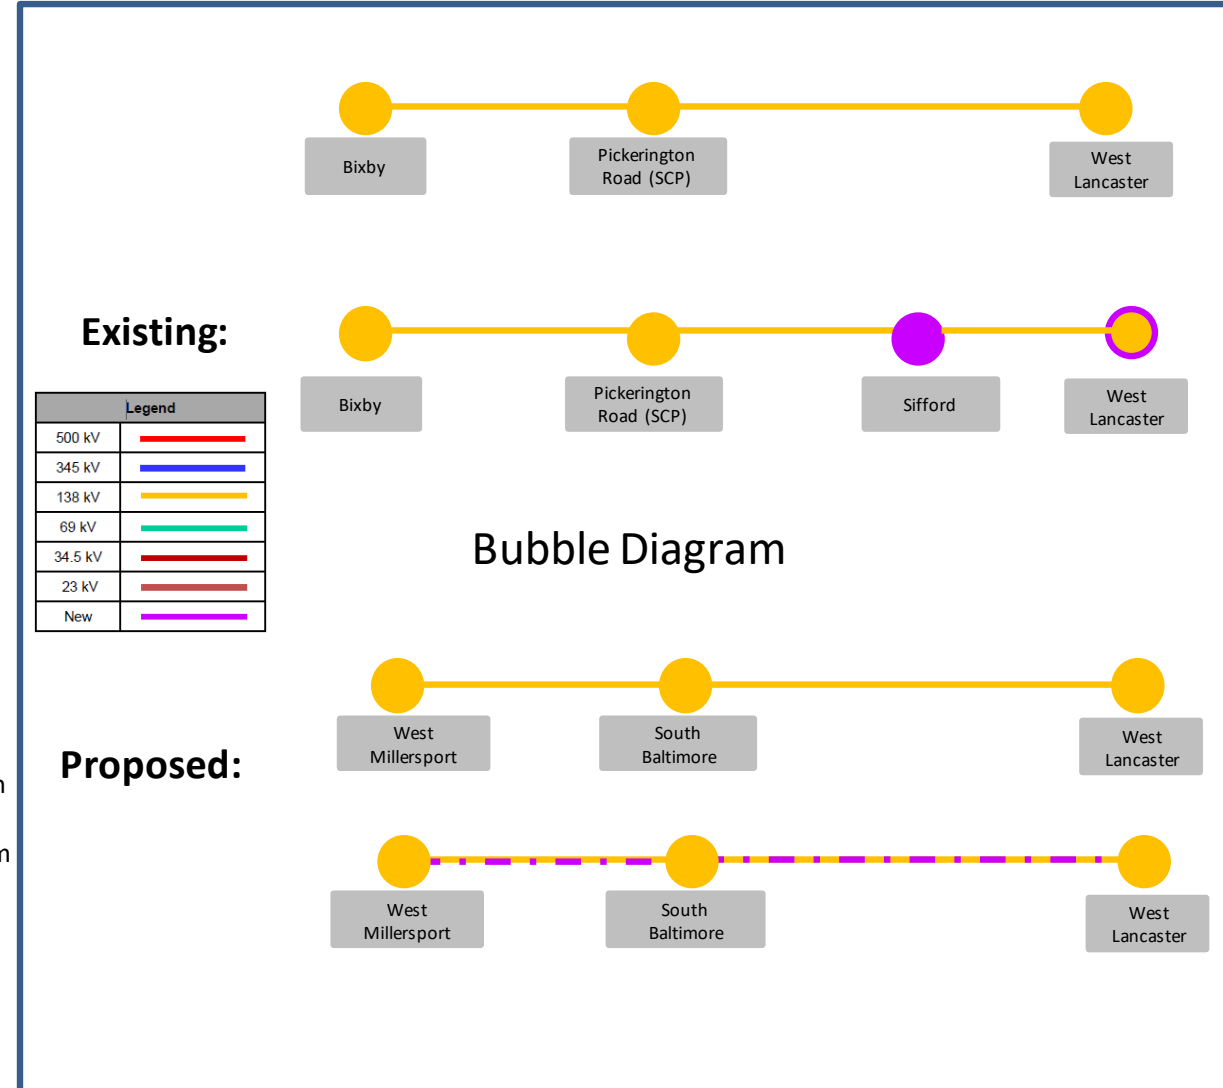 Bixby
Pickerington
Road (SCP)
West
Lancaster
Existing:
Bixby
Pickerington
Road (SCP)
Sifford
West
Lancaster
Legend
500 kV
345 kV
138 kV
69 kV
34.5 kV
23 kV
New
Bubble Diagram
West
Millersport
South
Baltimore
West
Lancaster
Proposed:
West
Millersport
South
Baltimore
West
Lancaster